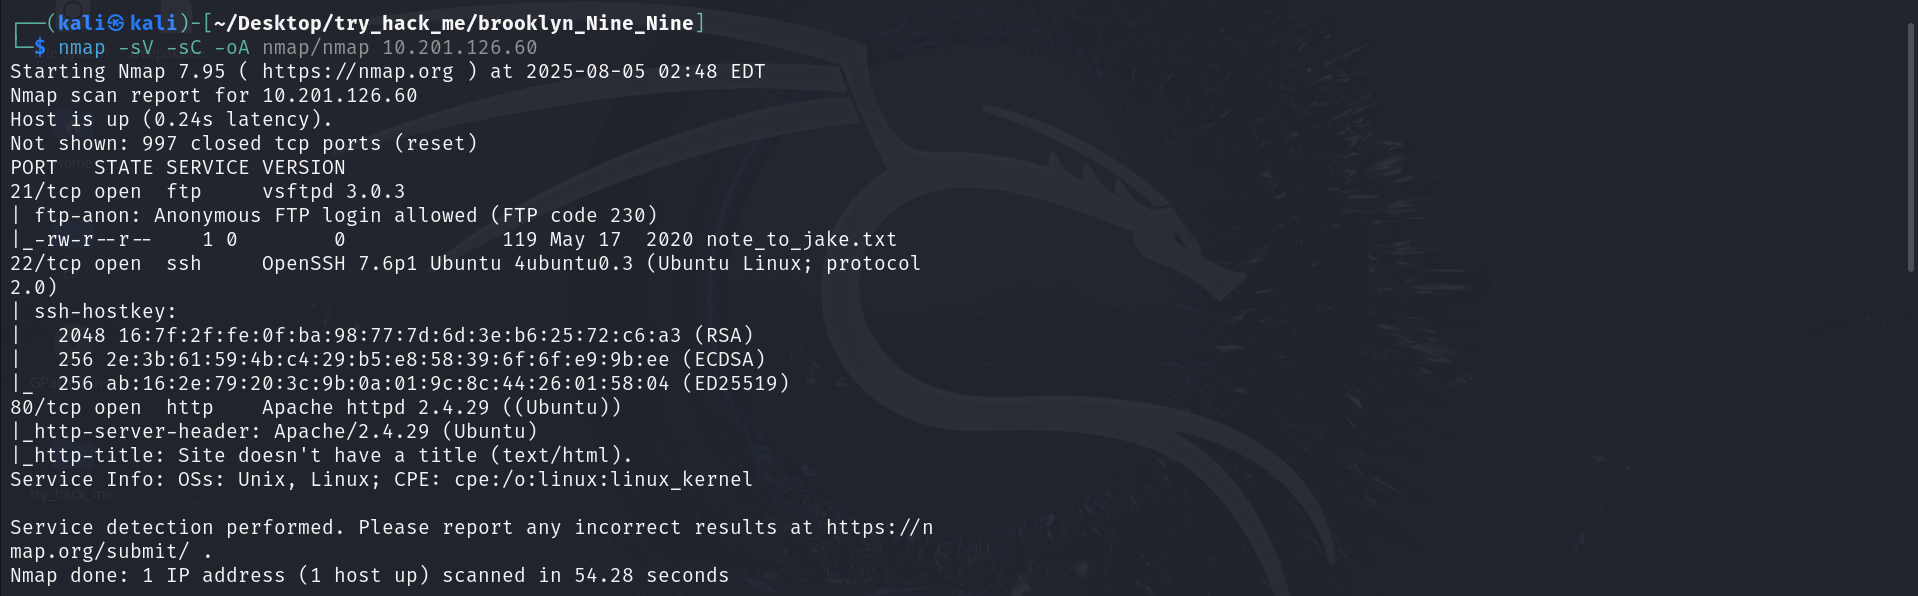 ┌──(kali㉿kali)-[~/Desktop/try_hack_me/brooklyn_Nine_Nine]
└─$ nmap -sV -sC -oA nmap/nmap 10.201.126.60
Starting Nmap 7.95 ( https://nmap.org ) at 2025-08-05 02:48 EDT
Nmap scan report for 10.201.126.60
Host is up (0.24s latency).
Not shown: 997 closed tcp ports (reset)
PORT   STATE SERVICE VERSION
21/tcp open  ftp     vsftpd 3.0.3
| ftp-anon: Anonymous FTP login allowed (FTP code 230)
|_-rw-r--r--    1 0        0             119 May 17  2020 note_to_jake.txt
22/tcp open  ssh     OpenSSH 7.6p1 Ubuntu 4ubuntu0.3 (Ubuntu Linux; protocol
2.0)
| ssh-hostkey:
|   2048 16:7f:2f:fe:0f:ba:98:77:7d:6d:3e:b6:25:72:c6:a3 (RSA)
|   256 2e:3b:61:59:4b:c4:29:b5:e8:58:39:6f:6f:e9:9b:ee (ECDSA)
|_  256 ab:16:2e:79:20:3c:9b:0a:01:9c:8c:44:26:01:58:04 (ED25519)
80/tcp open  http    Apache httpd 2.4.29 ((Ubuntu))
|_http-server-header: Apache/2.4.29 (Ubuntu)
|_http-title: Site doesn't have a title (text/html).
Service Info: OSs: Unix, Linux; CPE: cpe:/o:linux:linux_kernel
try_hack_me
Service detection performed. Please report any incorrect results at https://n
map.org/submit/ .
Nmap done: 1 IP address (1 host up) scanned in 54.28 seconds